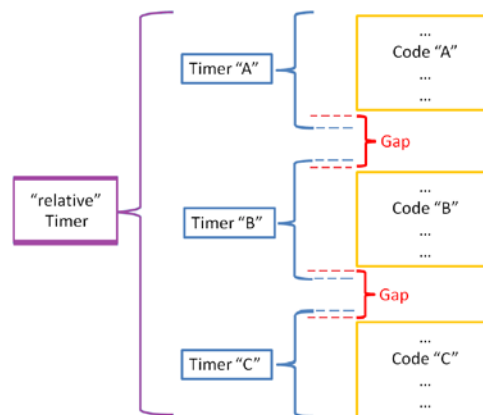 ...
Code “A”
...
...
Timer “A”
Gap
“relative”
Timer
...
Code “B”
...
...
Timer “B”
Gap
...
Code “C”
...
...
Timer “C”